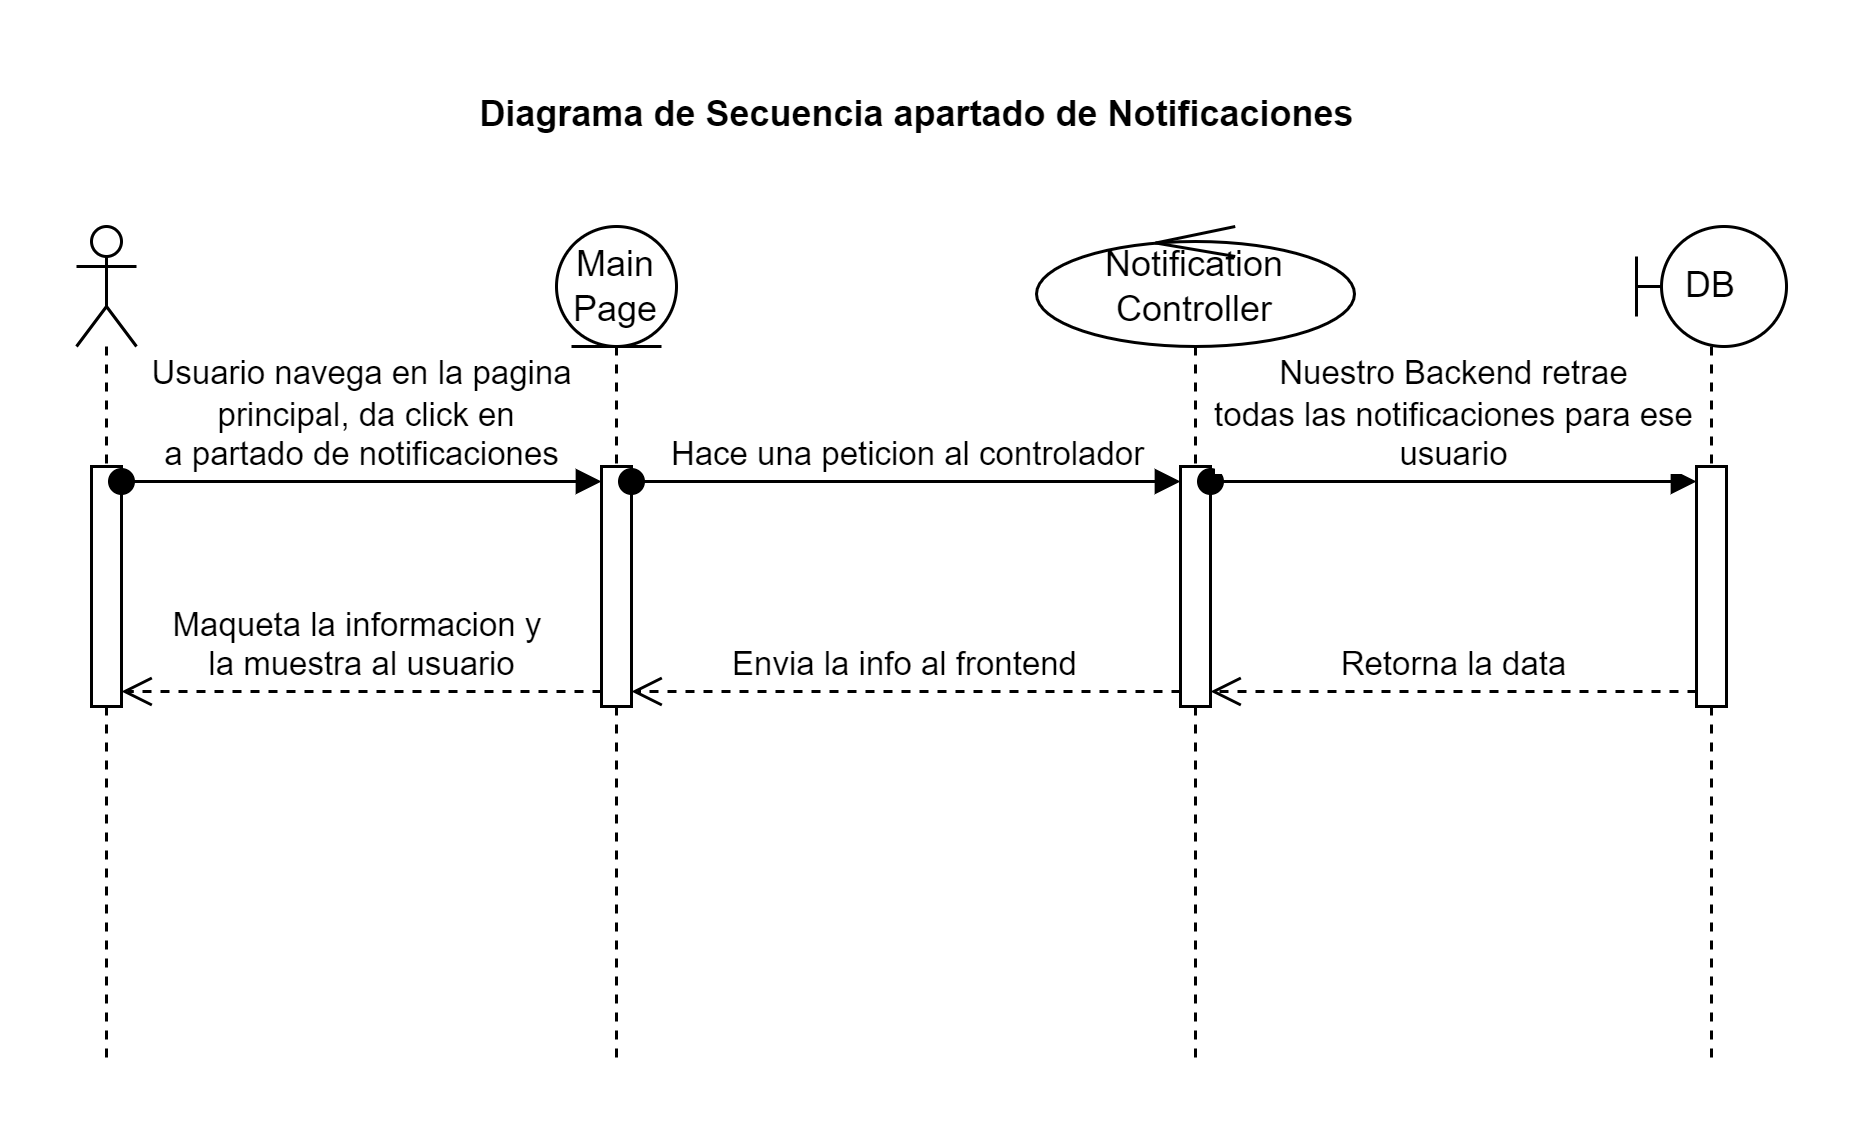 Diagrama de Secuencia apartado de Notificaciones
Main
Page
Notification
Controller
DB
Usuario navega en la pagina
principal, da click en
a partado de notificaciones
Hace una peticion al controlador
Nuestro Backend retrae
todas las notificaciones para ese
usuario
Maqueta la informacion y
la muestra al usuario
Envia la info al frontend
Retorna la data